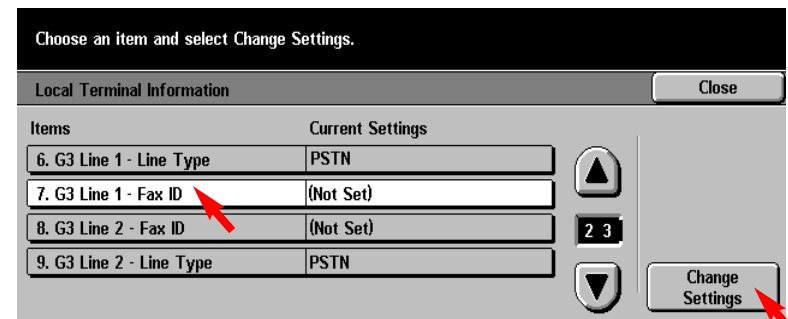 Choose an item and select Change Settings.
Local Terminal Information
Close
Items
Current Settings
6. G3 Line 1 - Line Type
PSTN
7. G3 Line 1 - Fax ID
(Not Set)
8. G3 Line 2 - Fax ID
(Not Set)
2 3
9. G3 Line 2 - Line Type
PSTN
Change
Settings